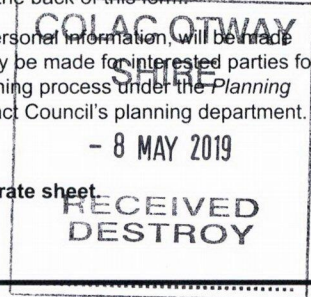 the back of this form.
COLAC OTWAY
ersonal information, will be made
y be made for interested parties fo
SHIRE
ning process under the Planning
act Council's planning department.
- 8 MAY 2019
rate sheet.
RECEIVED
DESTROY